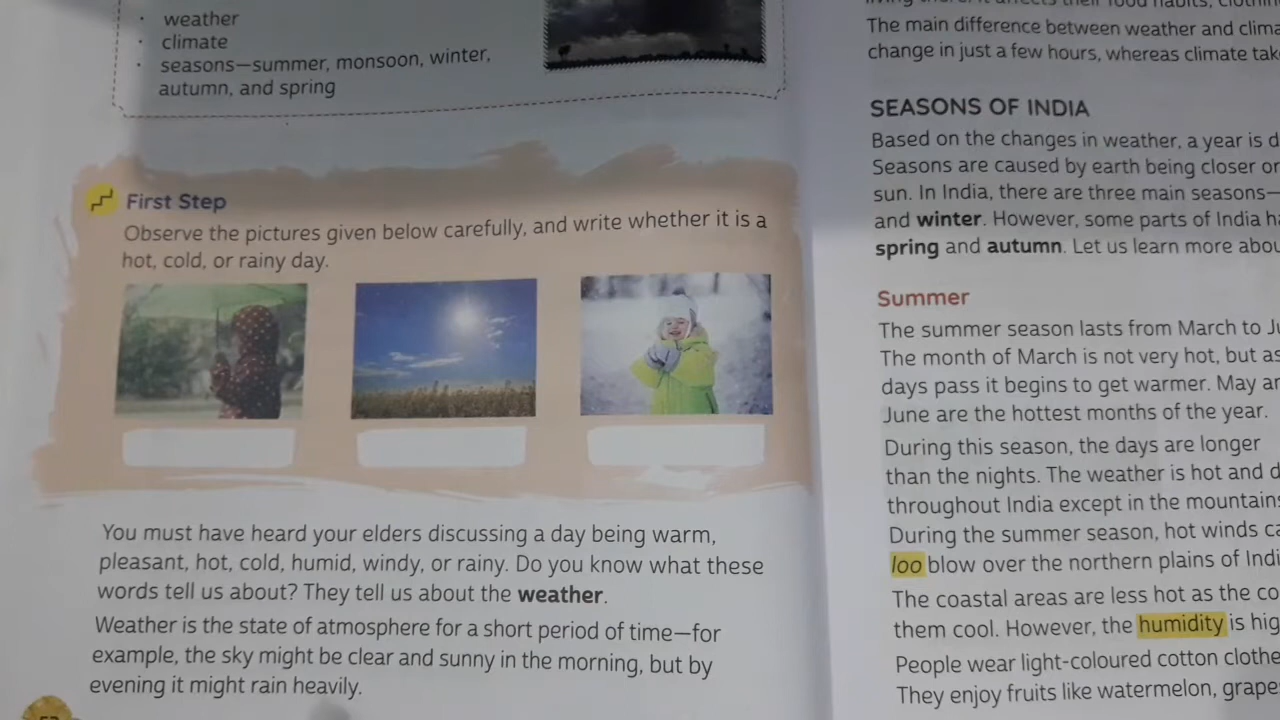 · weather
· climate
· seasons—summer, monsoon, winter,
autumn, and spring
First Step
Observe the pictures given below carefully, and write whether it is a
hot, cold, or rainy day.
You must have heard your elders discussing a day being warm,
pleasant, hot, cold, humid, windy, or rainy. Do you know what these
words tell us about? They tell us about the weather.
Weather is the state of atmosphere for a short period of time—for
example, the sky might be clear and sunny in the morning, but by
evening it might rain heavily.
The main difference between weather and
change in just a few hours, whereas climate
SEASONS OF INDIA
Based on the changes in weather, a year is
Seasons are caused by earth being closer or
sun. In India, there are three main seasons—
and winter. However, some parts of India
spring and autumn. Let us learn more
Summer
The summer season lasts from March to
The month of March is not very hot, but as
days pass it begins to get warmer. May
June are the hottest months of the year.
During this season, the days are longer
than the nights. The weather is hot and
throughout India except in the
During the summer season, hot winds
loo blow over the northern plains of
The coastal areas are less hot as the
them cool. However, the humidity is
People wear light-coloured cotton
They enjoy fruits like watermelon,